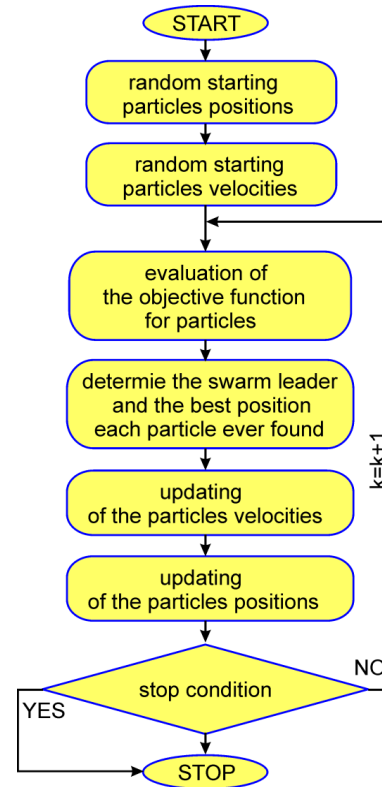 START
random starting
particles positions
random starting
particles velocities
evaluation of
the objective function
for particles
determie the swarm leader
and the best position
each particle ever found
k=k+1
updating
of the particles velocities
updating
of the particles positions
NO
stop condition
YES
STOP